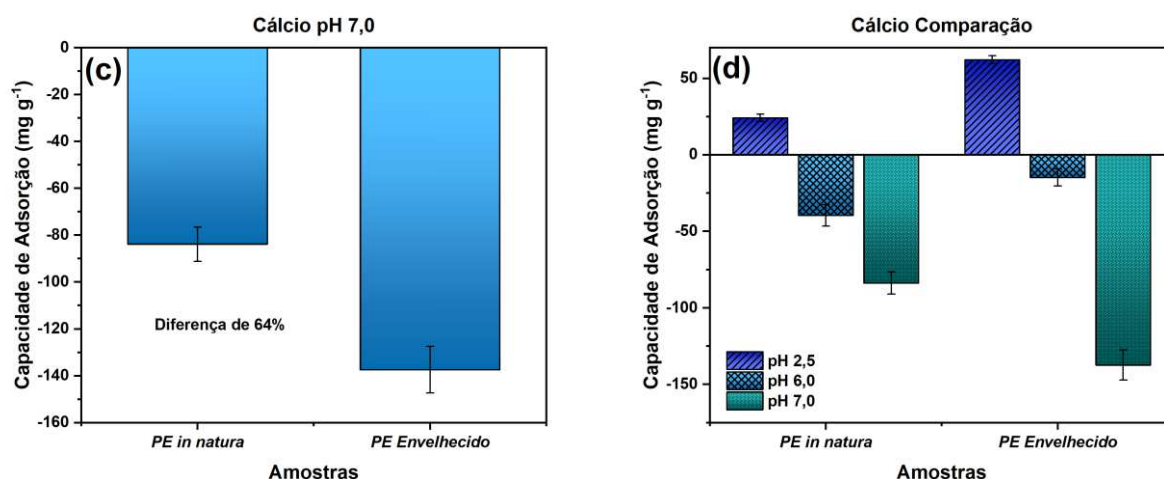 Cálcio pH 7,0
(c)
Capacidade de Adsorção (mg g⁻¹)
0
-20
-40
-60
-80
-100
-120
-140
-160
Diferença de 64%
PE in natura
PE Envelhecido
Amostras
Cálcio Comparação
(d)
Capacidade de Adsorção (mg g⁻¹)
50
0
-50
-100
-150
pH 2,5
pH 6,0
pH 7,0
PE in natura
PE Envelhecido
Amostras